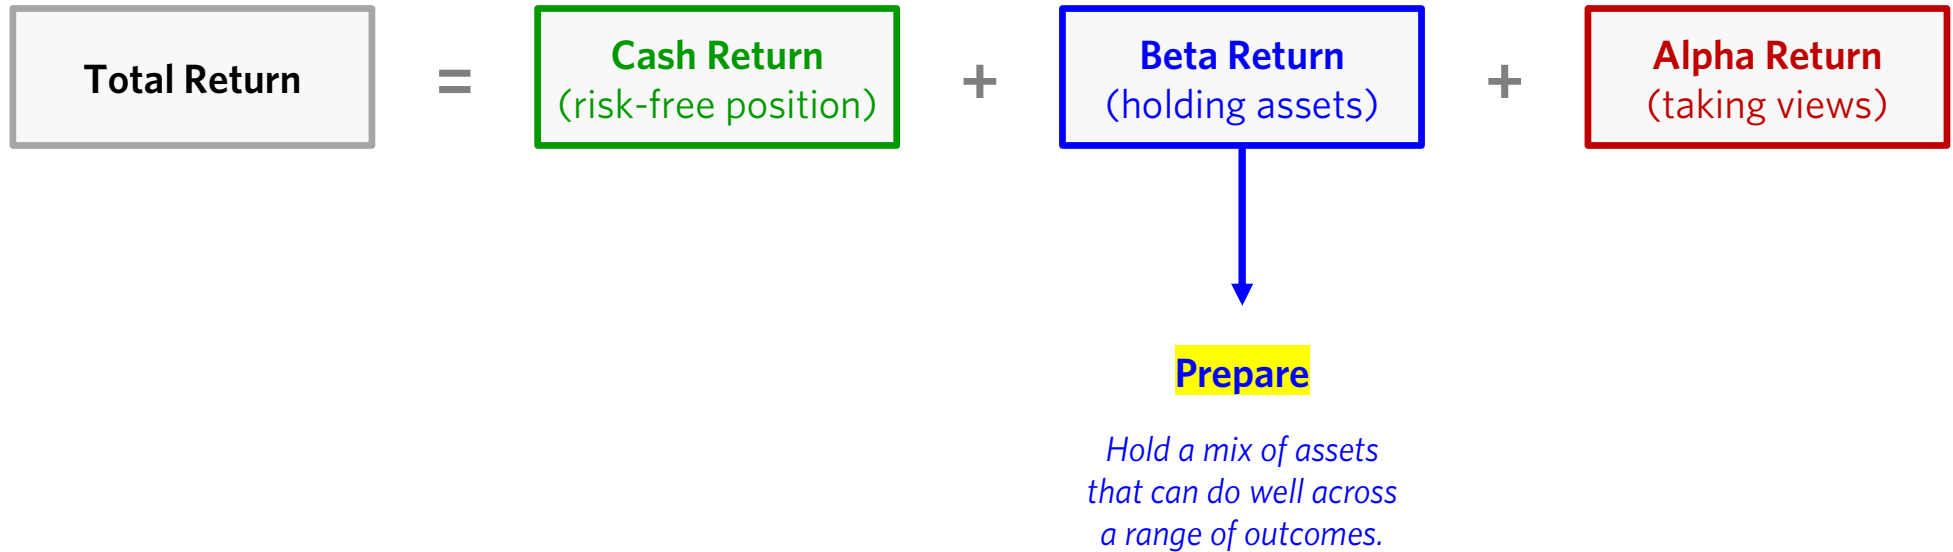 Total Return
=
Cash Return
(risk-free position)
+
Beta Return
(holding assets)
+
Alpha Return
(taking views)
Prepare
Hold a mix of assets
that can do well across
a range of outcomes.